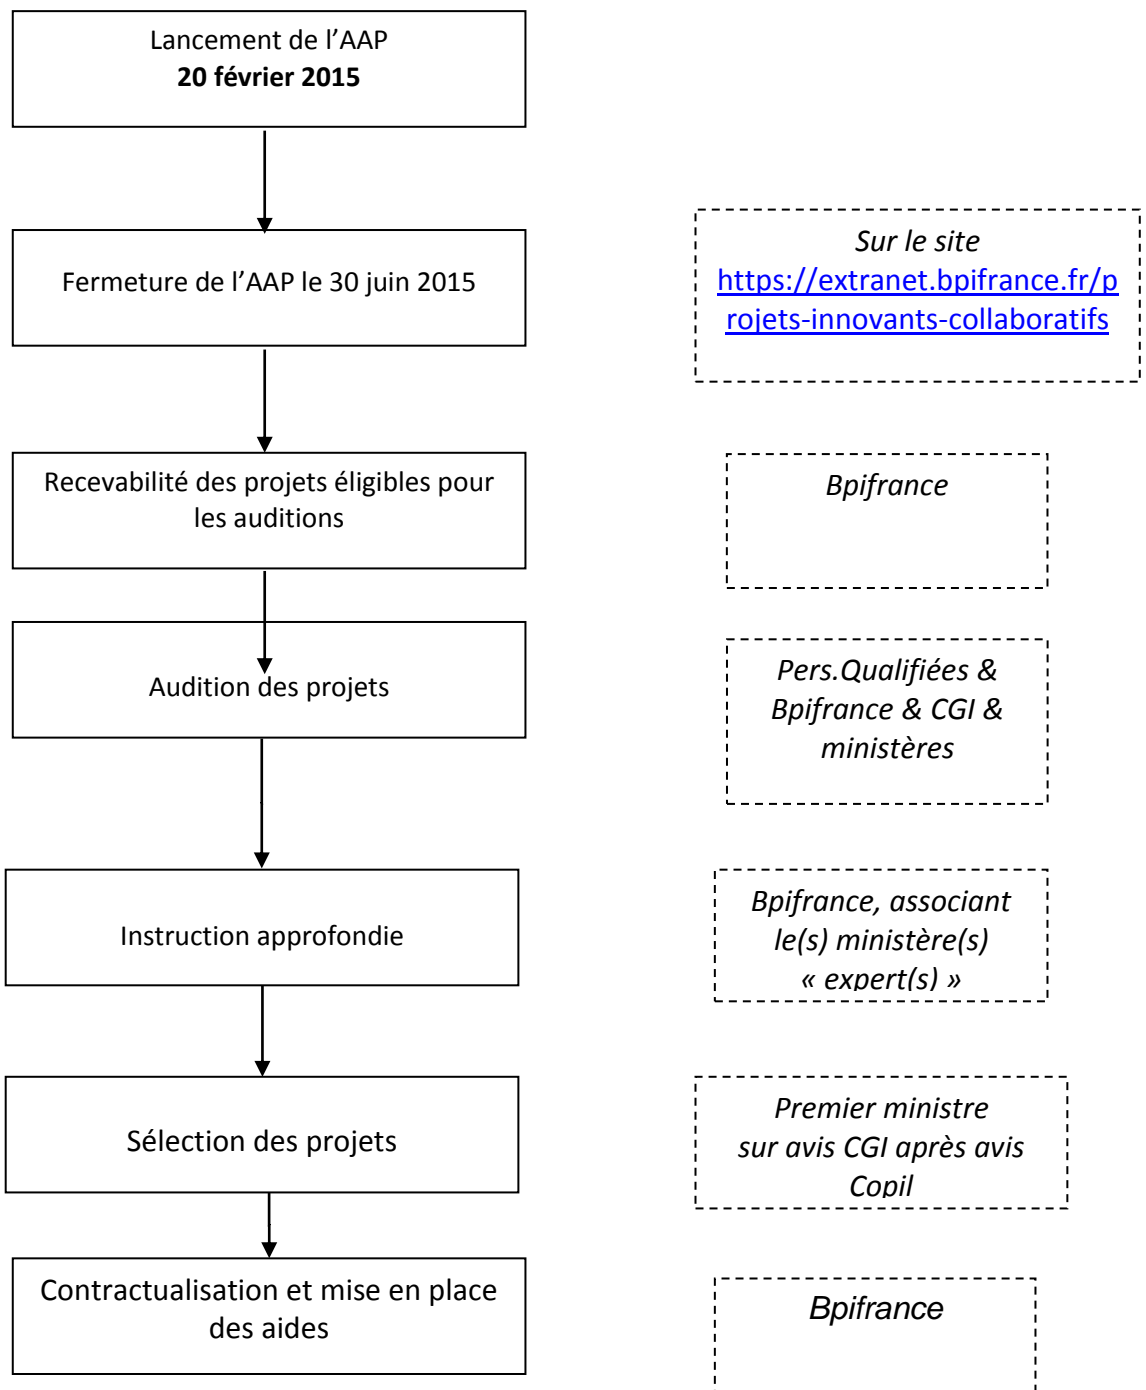 Lancement de l’AAP
20 février 2015
Fermeture de l’AAP le 30 juin 2015
Sur le site
https://extranet.bpifrance.fr/p
rojets-innovants-collaboratifs
Recevabilité des projets éligibles pour
les auditions
Bpifrance
Audition des projets
Pers.Qualifiées &
Bpifrance & CGI &
ministères
Instruction approfondie
Bpifrance, associant
le(s) ministère(s)
« expert(s) »
Sélection des projets
Premier ministre
sur avis CGI après avis
Copil
Contractualisation et mise en place
des aides
Bpifrance